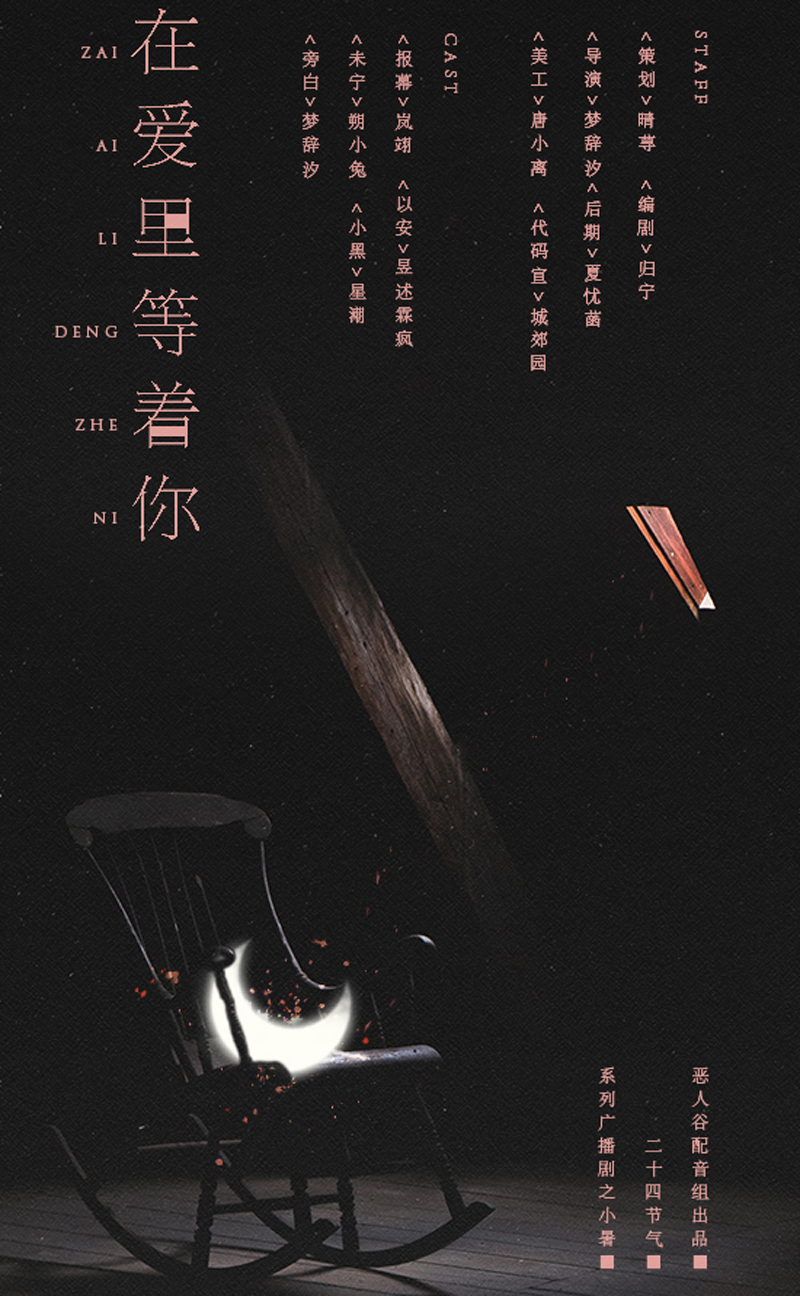 STAFF
<策划>晴荨 <编剧>归宁
<导演>梦辞汐<后期>夏忱菡
<美工>唐小离 <代码宣>城郊园
CAST
<报幕>岚翊 <以安>昱述霖疯
<未宁>朔小兔 <小黑>星潮
<旁白>梦辞汐
在爱里等着你
ZAI AI LI DENG ZHE NI
恶人谷配音组出品
二十四节气
系列广播剧之小暑